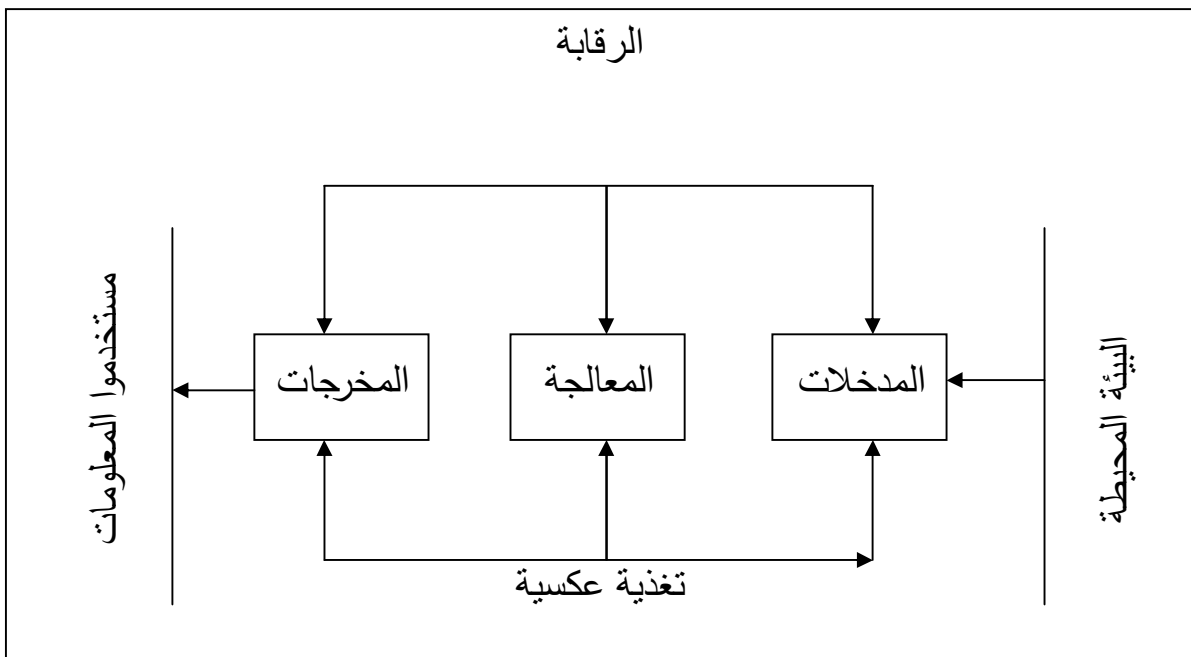 الرقابة
البيئة المحيطة
المدخلات
المعالجة
المخرجات
مستخدموا المعلومات
تغذية عكسية